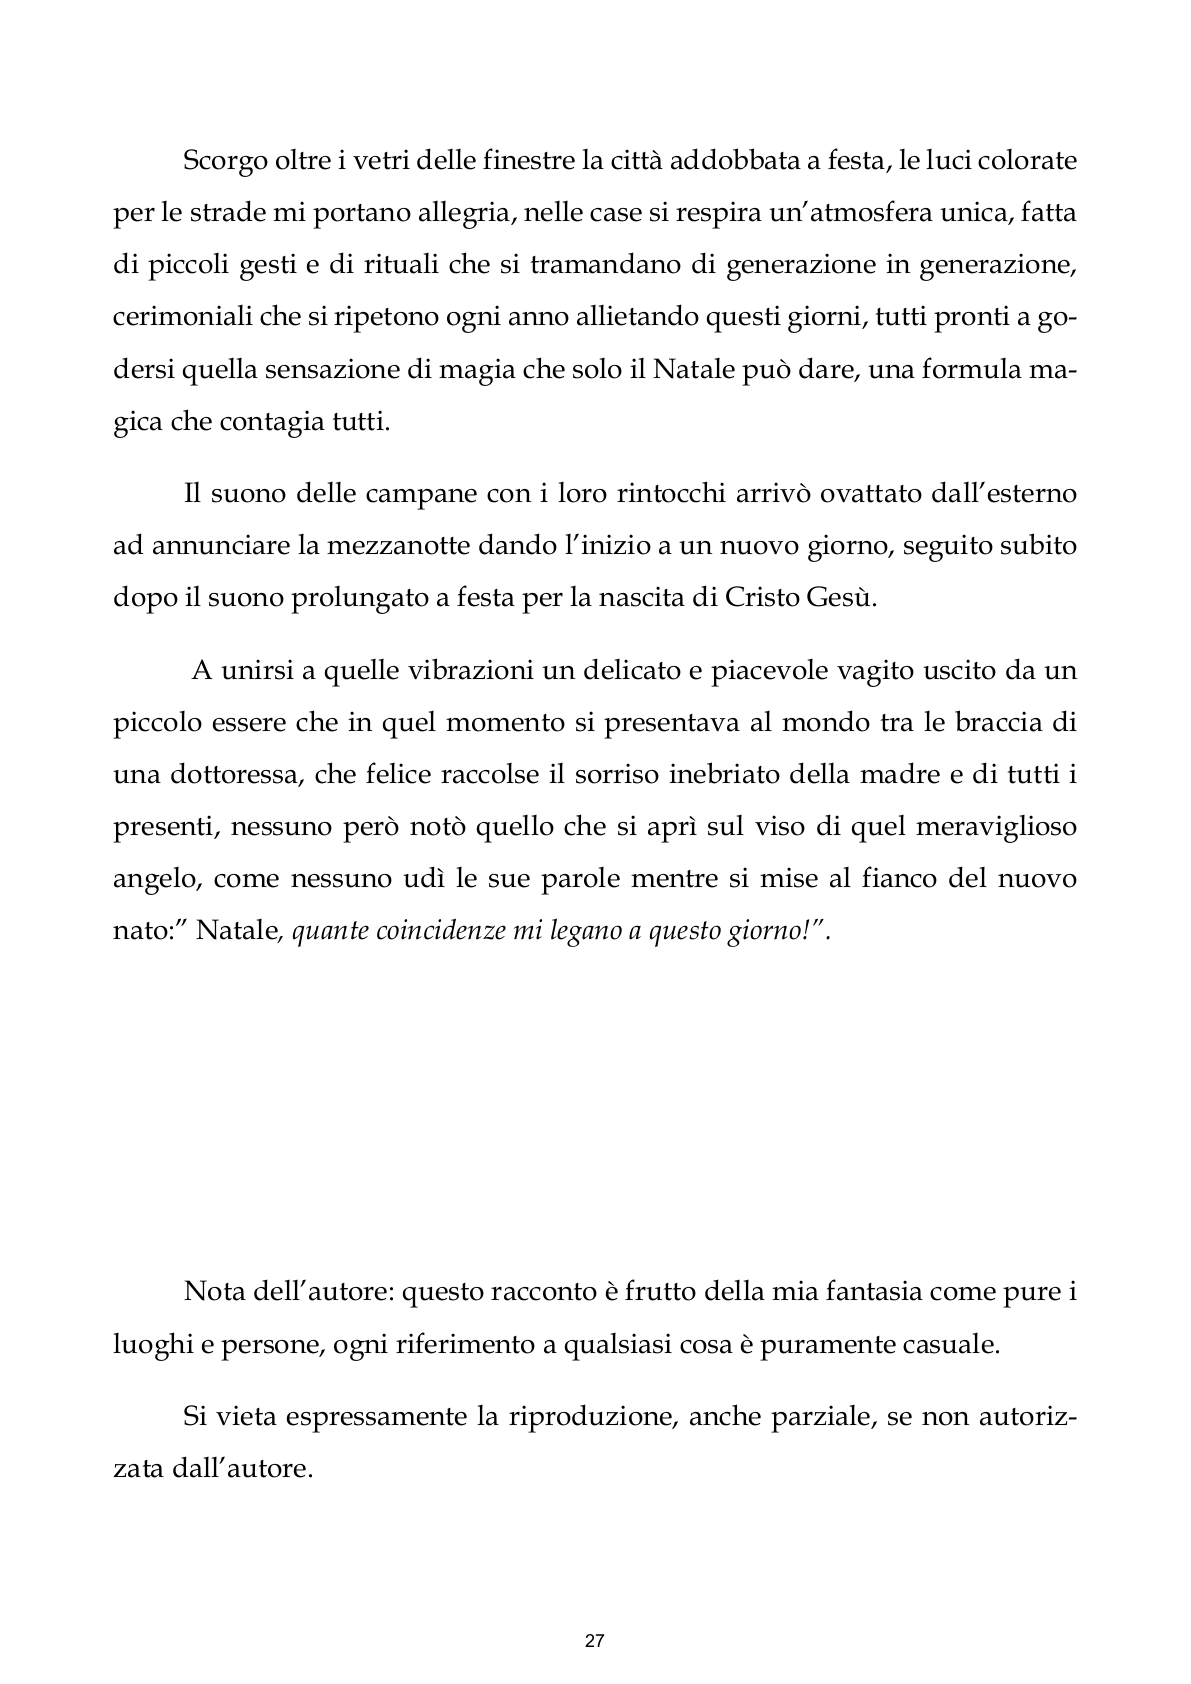 Scorgo oltre i vetri delle finestre la città addobbata a festa, le luci colorate
per le strade mi portano allegria, nelle case si respira un’atmosfera unica, fatta
di piccoli gesti e di rituali che si tramandano di generazione in generazione,
cerimoniali che si ripetono ogni anno allietando questi giorni, tutti pronti a go-
dersi quella sensazione di magia che solo il Natale può dare, una formula ma-
gica che contagia tutti.
Il suono delle campane con i loro rintocchi arrivò ovattato dall’esterno
ad annunciare la mezzanotte dando l’inizio a un nuovo giorno, seguito subito
dopo il suono prolungato a festa per la nascita di Cristo Gesù.
A unirsi a quelle vibrazioni un delicato e piacevole vagito uscito da un
piccolo essere che in quel momento si presentava al mondo tra le braccia di
una dottoressa, che felice raccolse il sorriso inebriato della madre e di tutti i
presenti, nessuno però notò quello che si aprì sul viso di quel meraviglioso
angelo, come nessuno udì le sue parole mentre si mise al fianco del nuovo
nato:” Natale, quante coincidenze mi legano a questo giorno!”.
Nota dell’autore: questo racconto è frutto della mia fantasia come pure i
luoghi e persone, ogni riferimento a qualsiasi cosa è puramente casuale.
Si vieta espressamente la riproduzione, anche parziale, se non autoriz-
zata dall’autore.
27